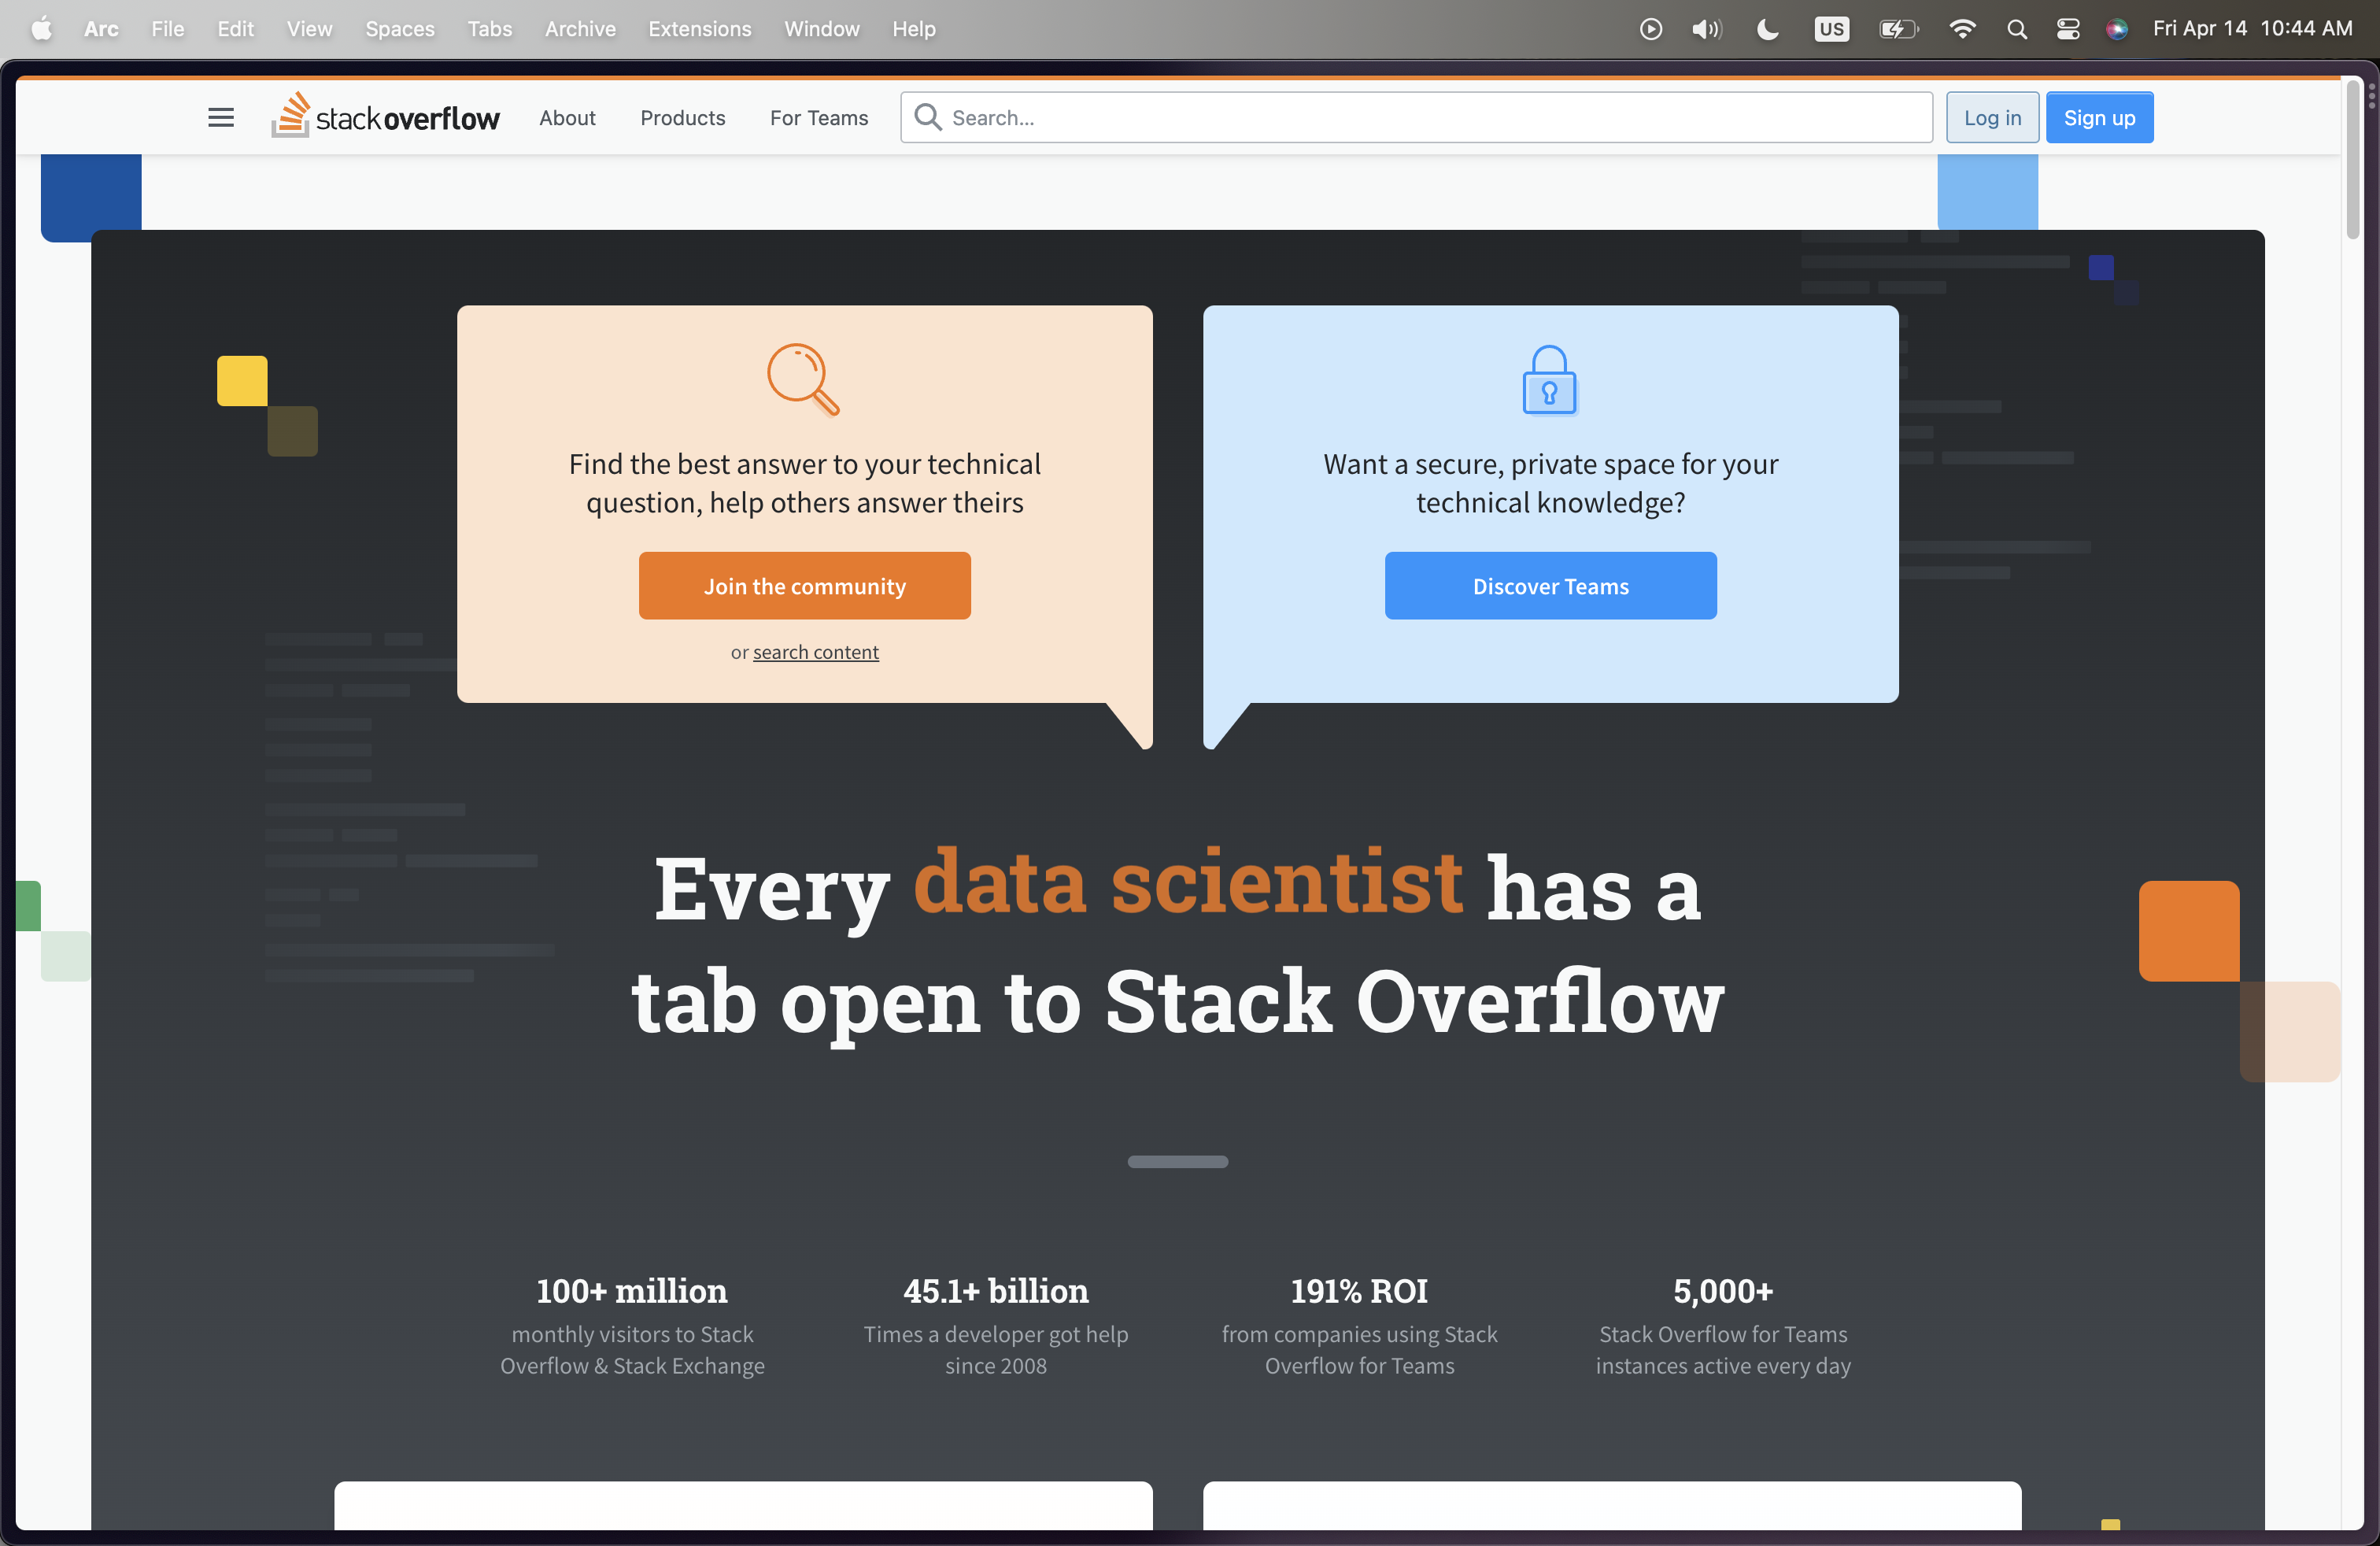 Arc File Edit View Spaces Tabs Archive Extensions Window Help US Fri Apr 14 10:44 AM
stackoverflow About Products For Teams Search... Log in Sign up
Find the best answer to your technical
question, help others answer theirs
Join the community
or search content
Want a secure, private space for your
technical knowledge?
Discover Teams
Every data scientist has a
tab open to Stack Overflow
100+ million
monthly visitors to Stack
Overflow & Stack Exchange
45.1+ billion
Times a developer got help
since 2008
191% ROI
from companies using Stack
Overflow for Teams
5,000+
Stack Overflow for Teams
instances active every day